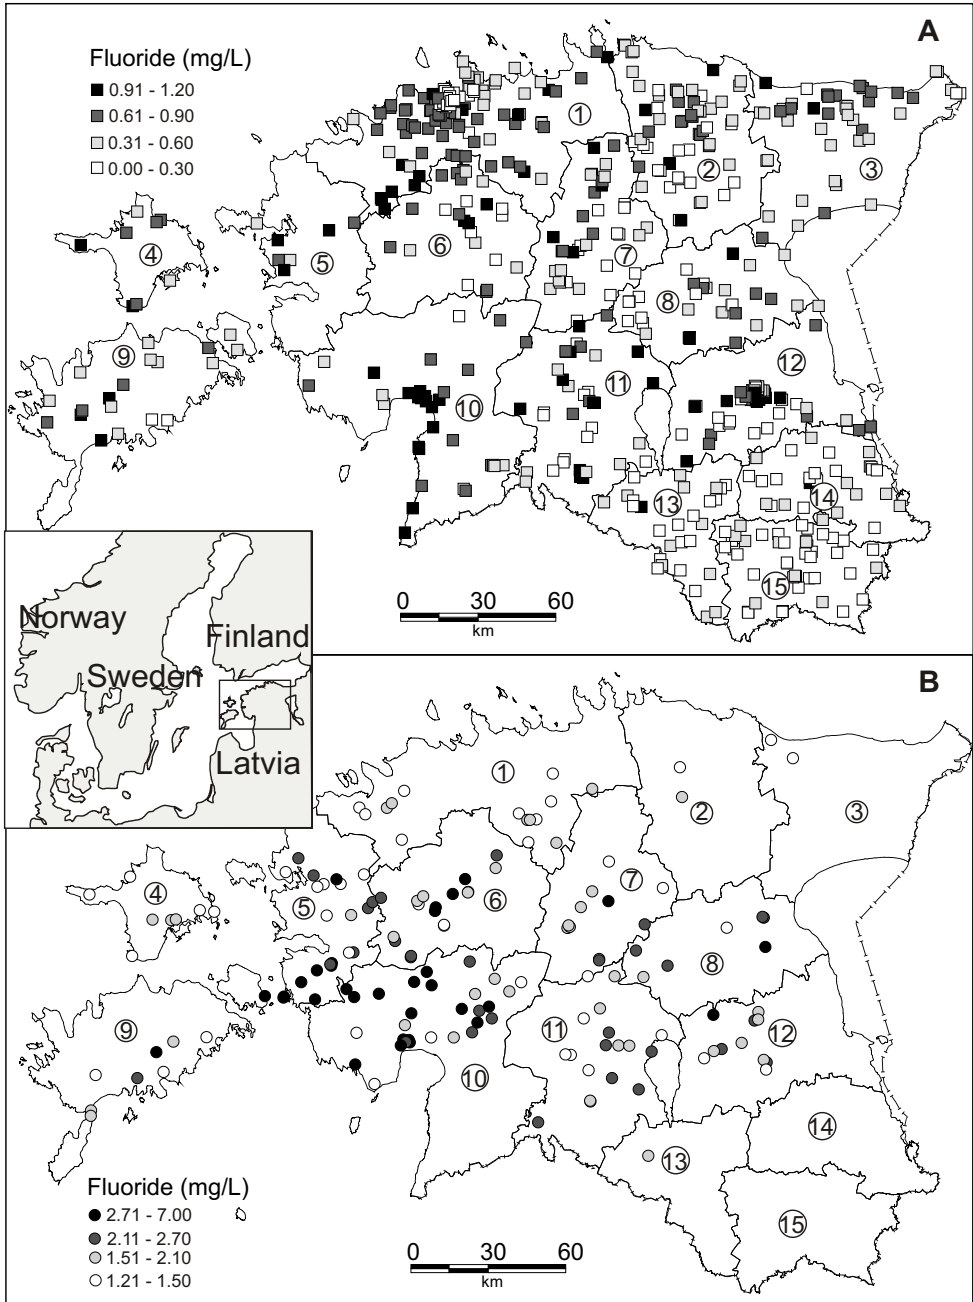 A
Fluoride (mg/L)
0.91 - 1.20
0.61 - 0.90
0.31 - 0.60
0.00 - 0.30
1
2
3
4
5
6
7
8
9
10
11
12
13
14
15
0 30 60
km
Norway
Finland
Sweden
Latvia
B
1
2
3
4
5
6
7
8
9
10
11
12
13
14
15
Fluoride (mg/L)
2.71 - 7.00
2.11 - 2.70
1.51 - 2.10
1.21 - 1.50
0 30 60
km